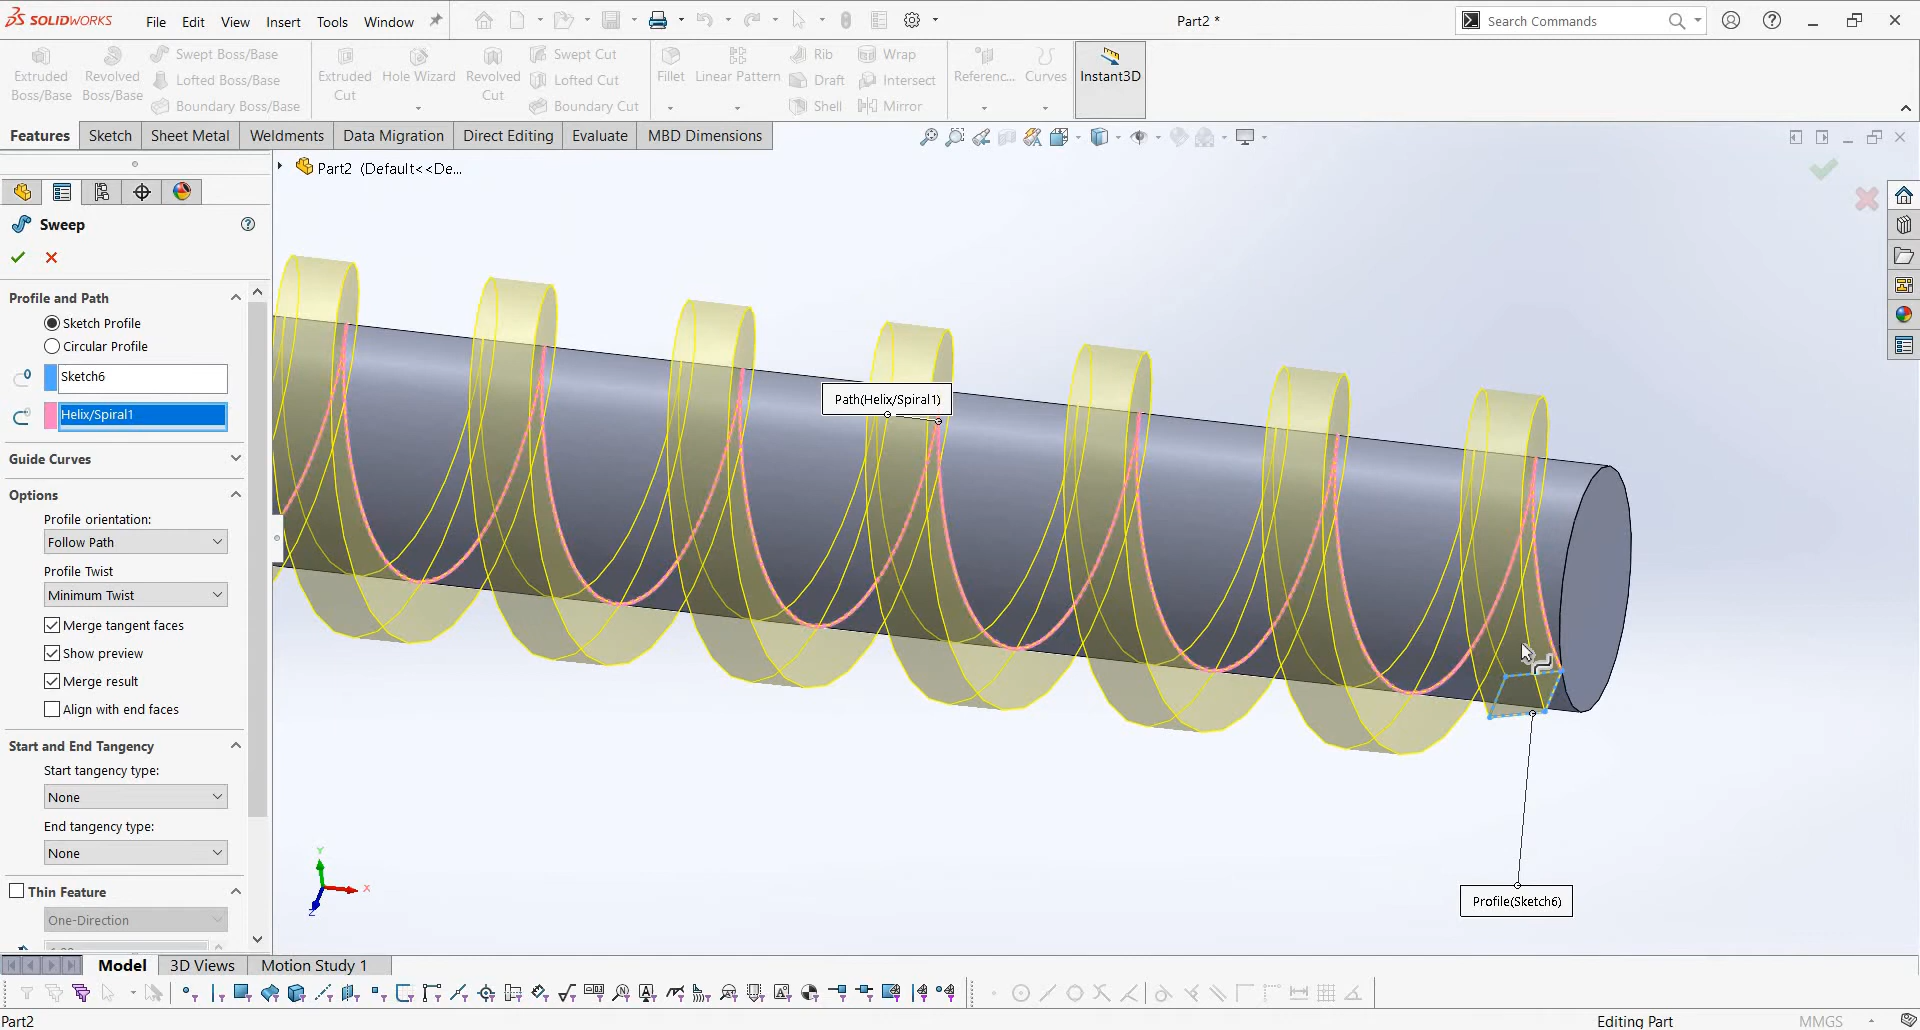 SOLIDWORKS
File Edit View Insert Tools Window
Part2 *
Search Commands
Extruded Boss/Base
Revolved Boss/Base
Swept Boss/Base
Lofted Boss/Base
Boundary Boss/Base
Extruded Cut
Hole Wizard
Revolved Cut
Swept Cut
Lofted Cut
Boundary Cut
Fillet
Linear Pattern
Rib
Draft
Shell
Wrap
Intersect
Mirror
Referenc...
Curves
Instant3D
Features Sketch Sheet Metal Weldments Data Migration Direct Editing Evaluate MBD Dimensions
Part2 (Default<<De...
Sweep
Profile and Path
Sketch Profile
Circular Profile
Sketch6
Helix/Spiral1
Guide Curves
Options
Profile orientation:
Follow Path
Profile Twist
Minimum Twist
Merge tangent faces
Show preview
Merge result
Align with end faces
Start and End Tangency
Start tangency type:
None
End tangency type:
None
Thin Feature
One-Direction
Path(Helix/Spiral1)
Profile(Sketch6)
Y
X
Z
Model 3D Views Motion Study 1
Part2
Editing Part
MMGS